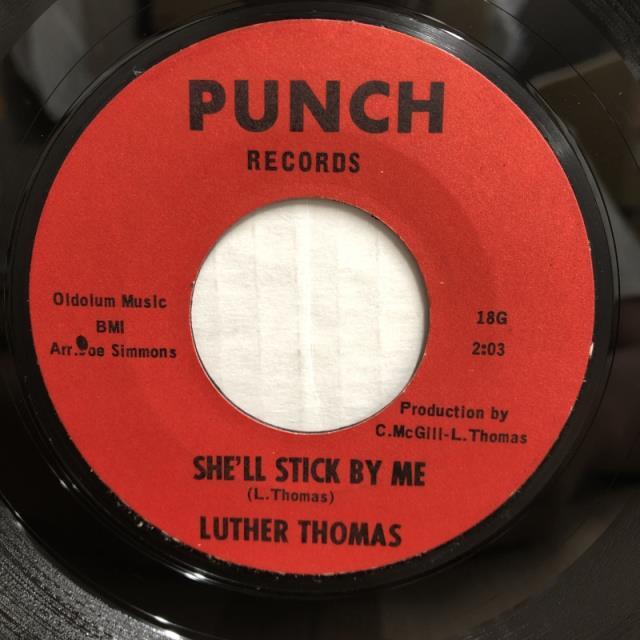 PUNCH
RECORDS
Oldolum Music
BMI
Arr. Joe Simmons
18G
2:03
Production by
C.McGill-L.Thomas
SHE'LL STICK BY ME
(L.Thomas)
LUTHER THOMAS